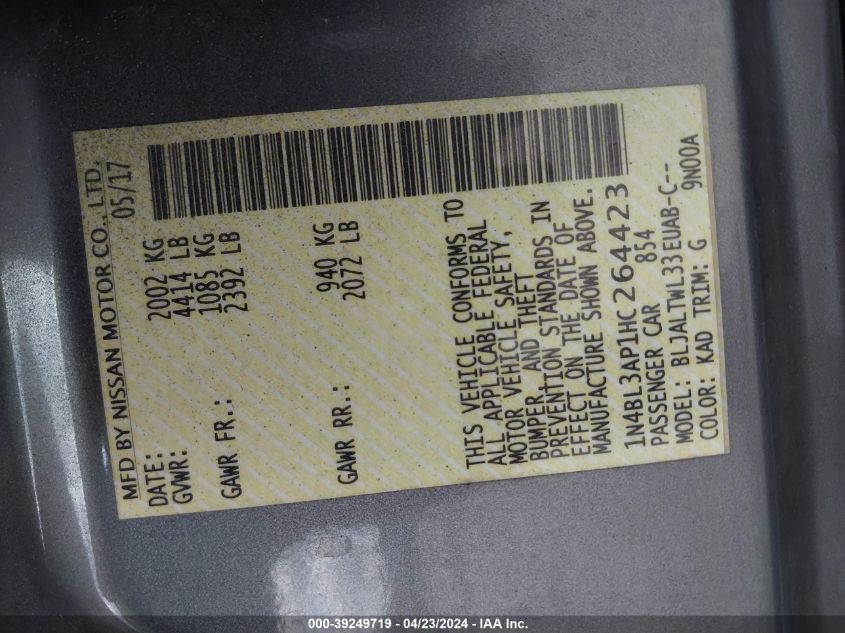 MFD BY NISSAN MOTOR CO., LTD.
DATE: 05/17
GVWR: 2002 KG
4414 LB
GAWR FR.: 1085 KG
2392 LB
GAWR RR.: 940 KG
2072 LB
THIS VEHICLE CONFORMS TO
ALL APPLICABLE FEDERAL
MOTOR VEHICLE SAFETY,
BUMPER, AND THEFT
PREVENTION STANDARDS IN
EFFECT ON THE DATE OF
MANUFACTURE SHOWN ABOVE.
1N4BL3AP1HC264423
PASSENGER CAR 854
MODEL: BLJALTWL33EUAB-C--
COLOR: KAD TRIM: G 9N00A
000-39249719 - 04/23/2024 - IAA Inc.